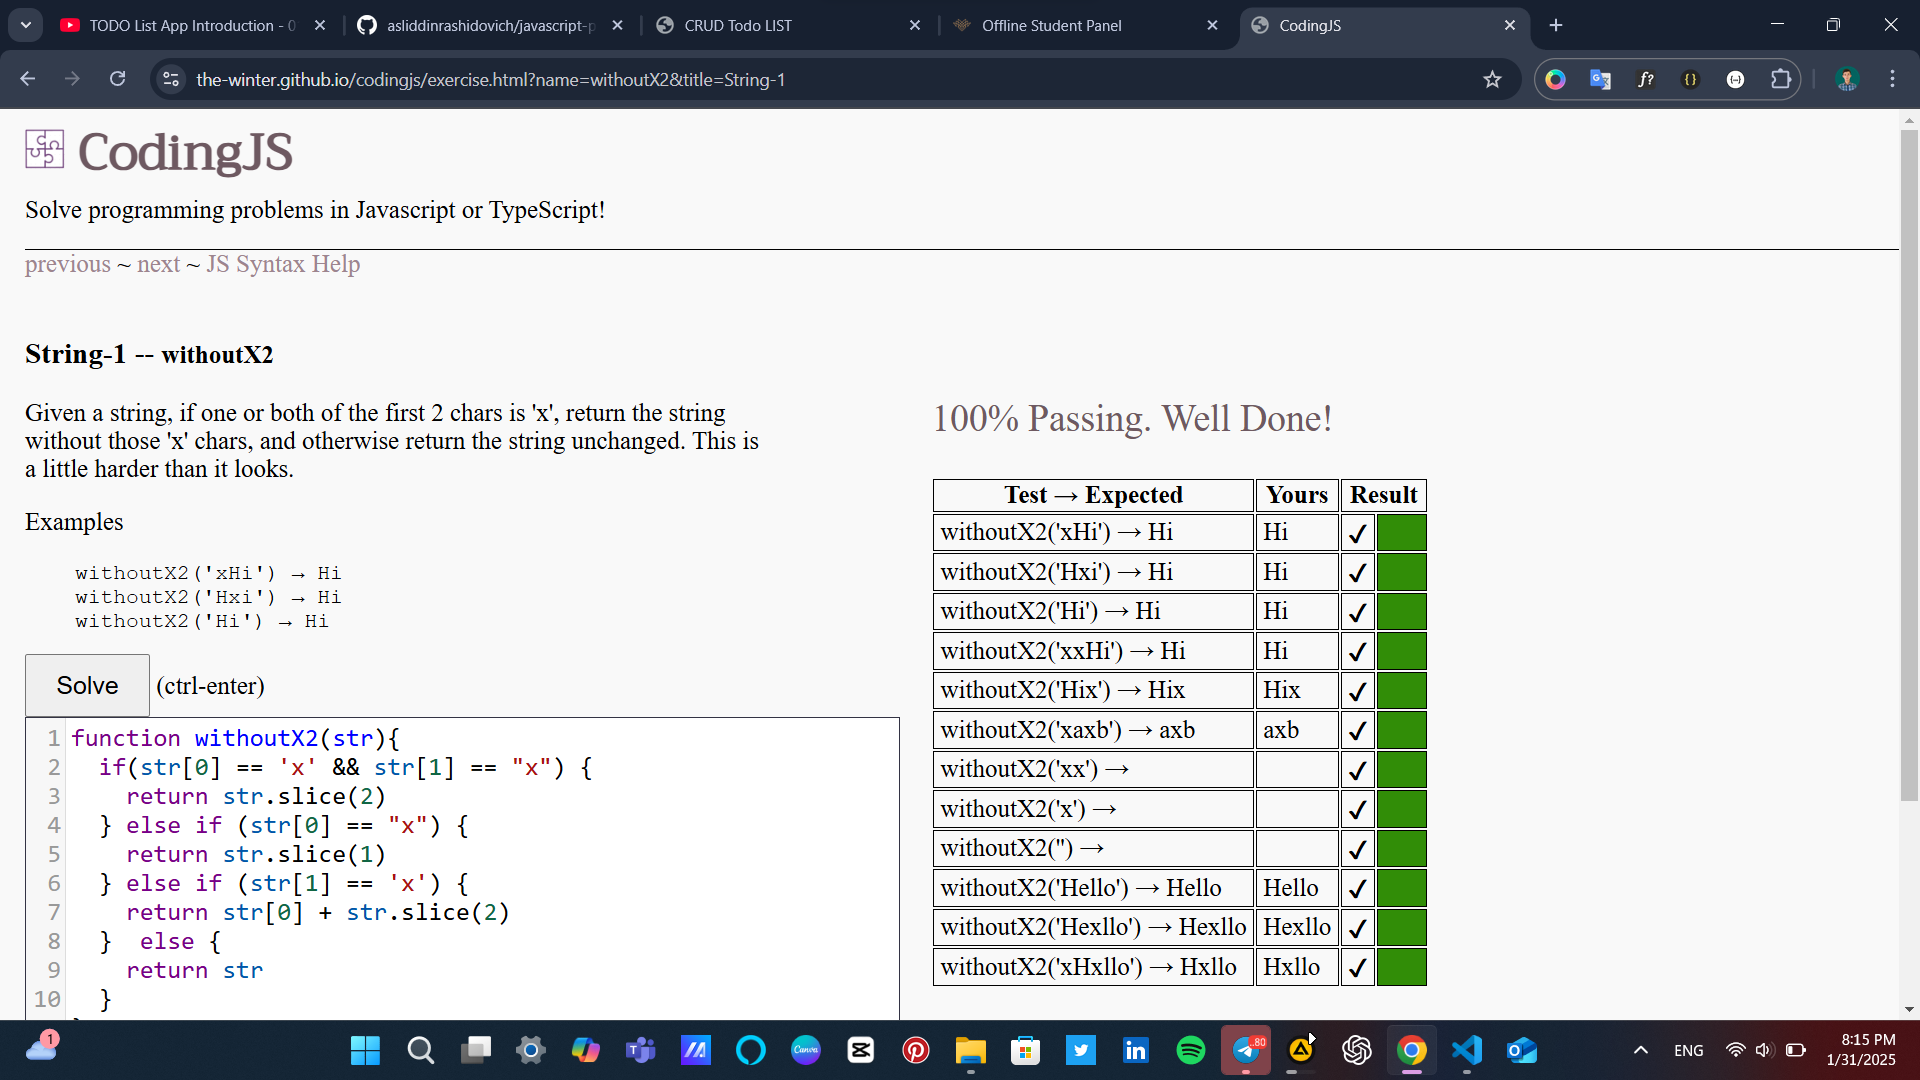 TODO List App Introduction - 0
asliddinrashidovich/javascript-p
CRUD Todo LIST
Offline Student Panel
CodingJS
the-winter.github.io/codingjs/exercise.html?name=withoutX2&title=String-1
CodingJS
Solve programming problems in Javascript or TypeScript!
previous ~ next ~ JS Syntax Help
String-1 -- withoutX2
Given a string, if one or both of the first 2 chars is 'x', return the string
without those 'x' chars, and otherwise return the string unchanged. This is
a little harder than it looks.
Examples
withoutX2('xHi') → Hi
withoutX2('Hxi') → Hi
withoutX2('Hi') → Hi
Solve (ctrl-enter)
1 function withoutX2(str){
2 if(str[0] == 'x' && str[1] == "x") {
3 return str.slice(2)
4 } else if (str[0] == "x") {
5 return str.slice(1)
6 } else if (str[1] == 'x') {
7 return str[0] + str.slice(2)
8 }  else {
9 return str
10 }
100% Passing. Well Done!
Test → Expected Yours Result
withoutX2('xHi') → Hi Hi ✓
withoutX2('Hxi') → Hi Hi ✓
withoutX2('Hi') → Hi Hi ✓
withoutX2('xxHi') → Hi Hi ✓
withoutX2('Hix') → Hix Hix ✓
withoutX2('xaxb') → axb axb ✓
withoutX2('xx') → ✓
withoutX2('x') → ✓
withoutX2('') → ✓
withoutX2('Hello') → Hello Hello ✓
withoutX2('Hexllo') → Hexllo Hexllo ✓
withoutX2('xHxllo') → Hxllo Hxllo ✓
1
Canva
.80
ENG
8:15 PM
1/31/2025